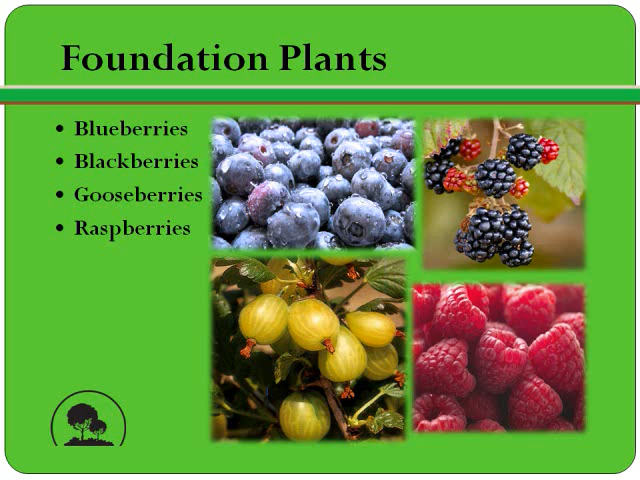 Foundation Plants
• Blueberries
• Blackberries
• Gooseberries
• Raspberries